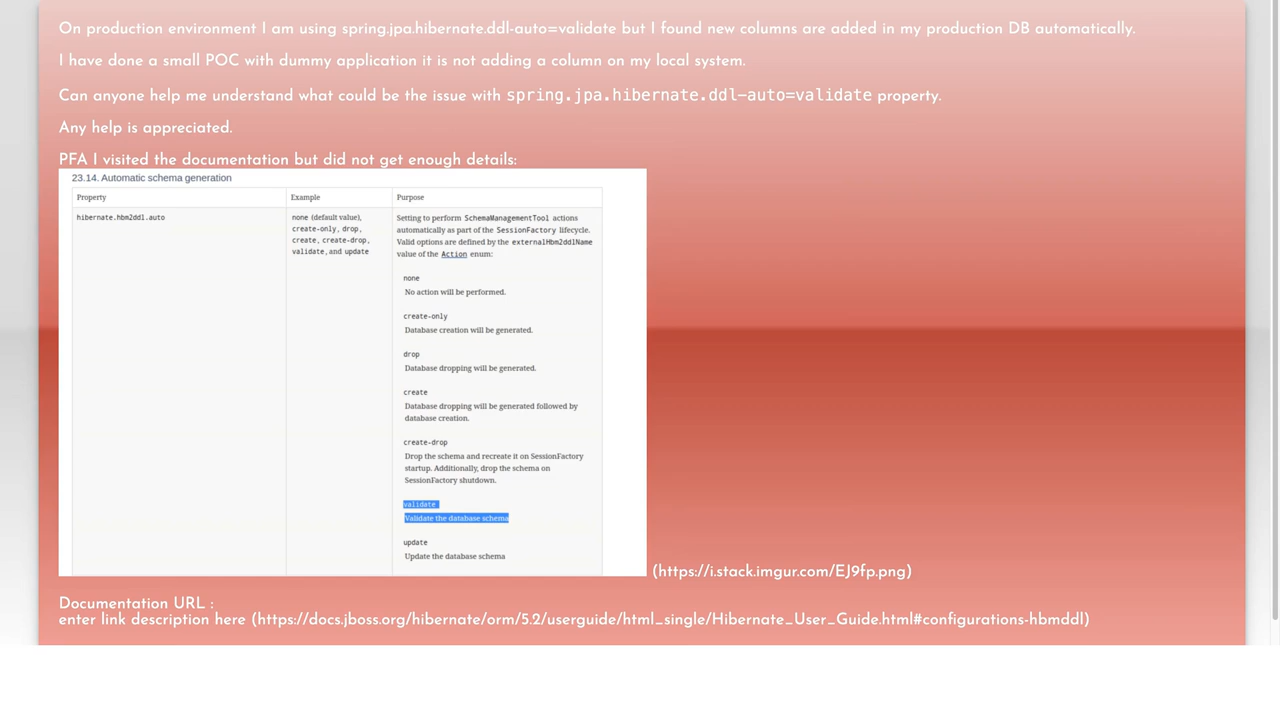 On production environment I am using spring.jpa.hibernate.ddl-auto=validate but I found new columns are added in my production DB automatically.
I have done a small POC with dummy application it is not adding a column on my local system.
Can anyone help me understand what could be the issue with spring.jpa.hibernate.ddl-auto=validate property.
Any help is appreciated.
PFA I visited the documentation but did not get enough details:
23.14. Automatic schema generation
Property Example Purpose
hibernate.hbm2ddl.auto none (default value), Setting to perform SchemaManagementTool actions
create-only, drop, automatically as part of the SessionFactory lifecycle.
create, create-drop, Valid options are defined by the externalHbm2ddlName
validate, and update value of the Action enum:
none
No action will be performed.
create-only
Database creation will be generated.
drop
Database dropping will be generated.
create
Database dropping will be generated followed by
database creation.
create-drop
Drop the schema and recreate it on SessionFactory
startup. Additionally, drop the schema on
SessionFactory shutdown.
validate
Validate the database schema
update
Update the database schema
(https://i.stack.imgur.com/EJ9fp.png)
Documentation URL :
enter link description here (https://docs.jboss.org/hibernate/orm/5.2/userguide/html_single/Hibernate_User_Guide.html#configurations-hbmddl)